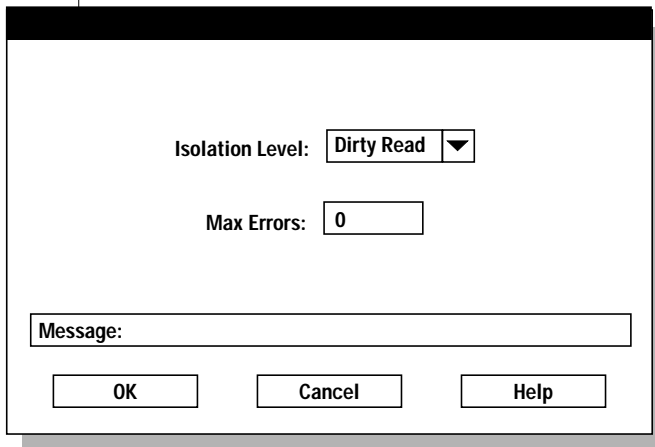 Isolation Level: Dirty Read
Max Errors: 0
Message:
OK Cancel Help